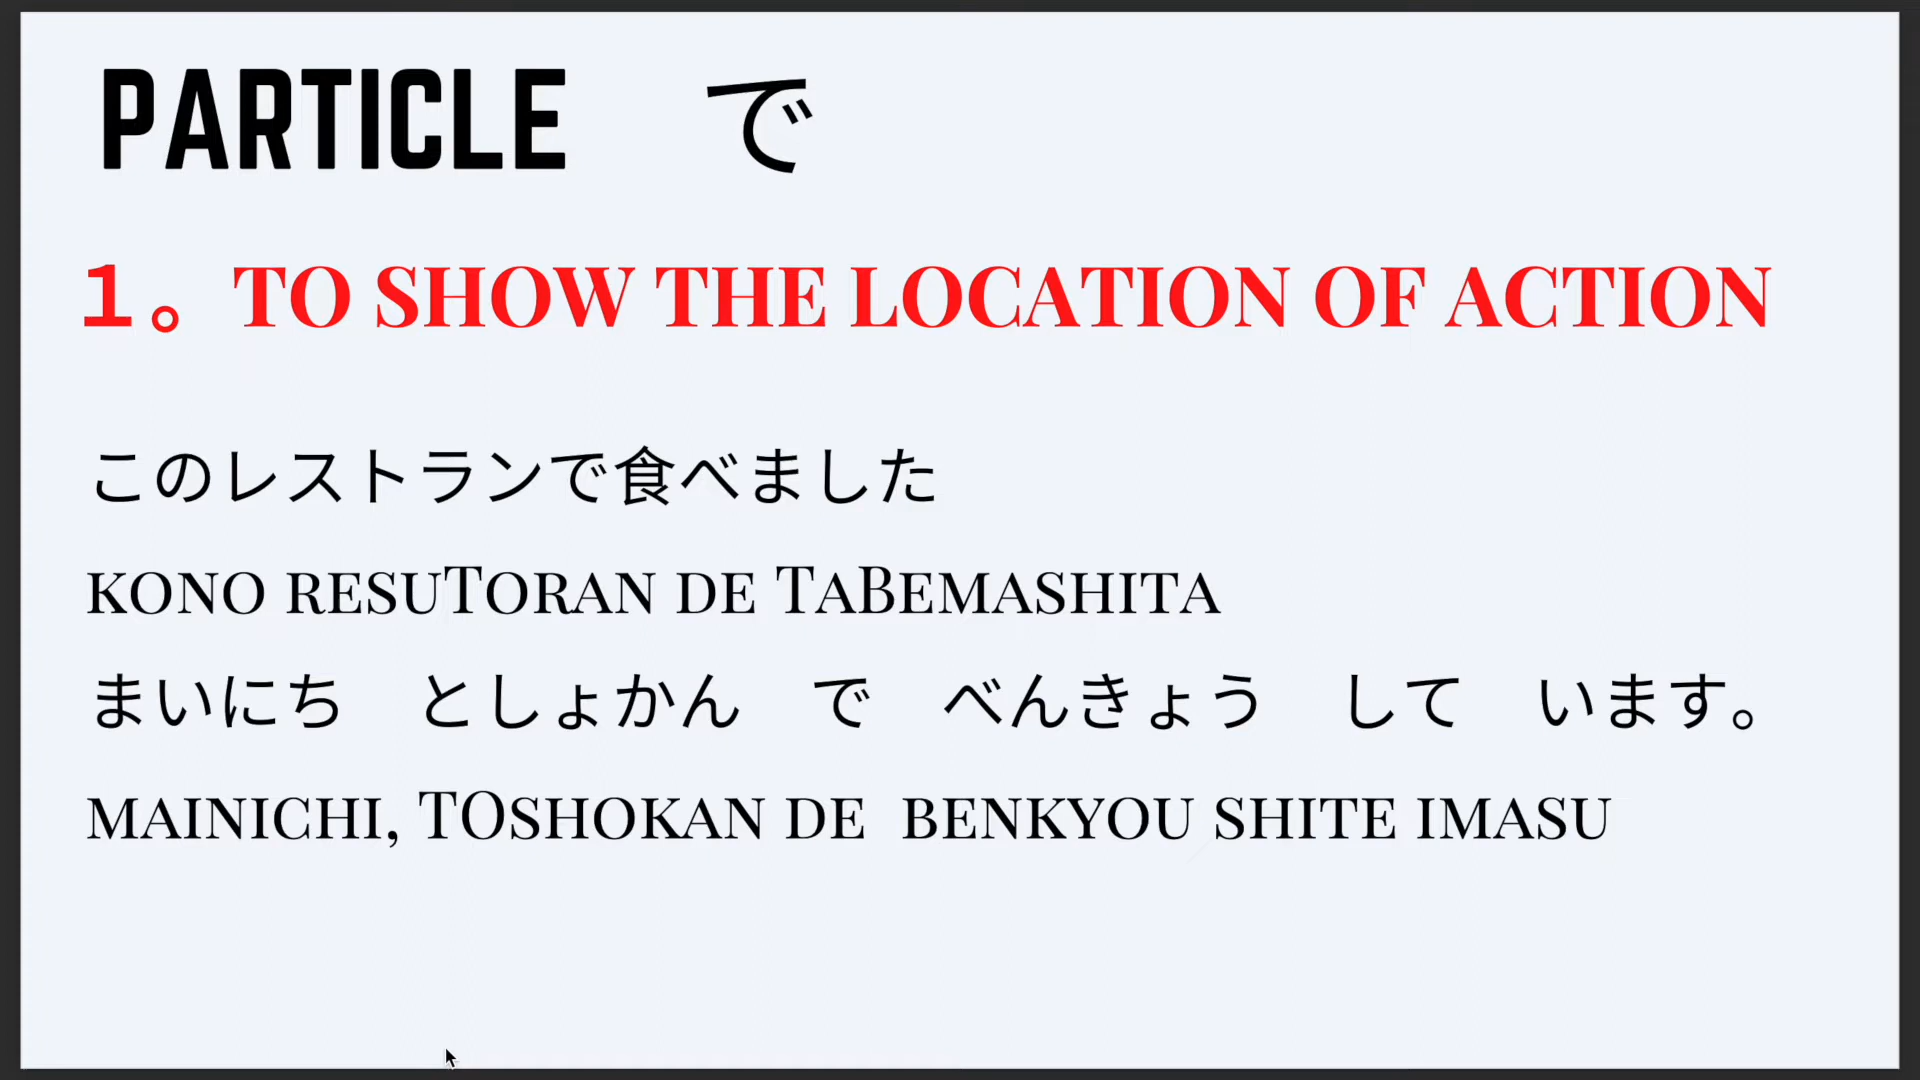 PARTICLE　で
1。TO SHOW THE LOCATION OF ACTION
このレストランで食べました
KONO RESUTORAN DE TABEMASHITA
まいにち　としょかん　で　べんきょう　して　います。
MAINICHI, TOSHOKAN DE  BENKYOU SHITE IMASU